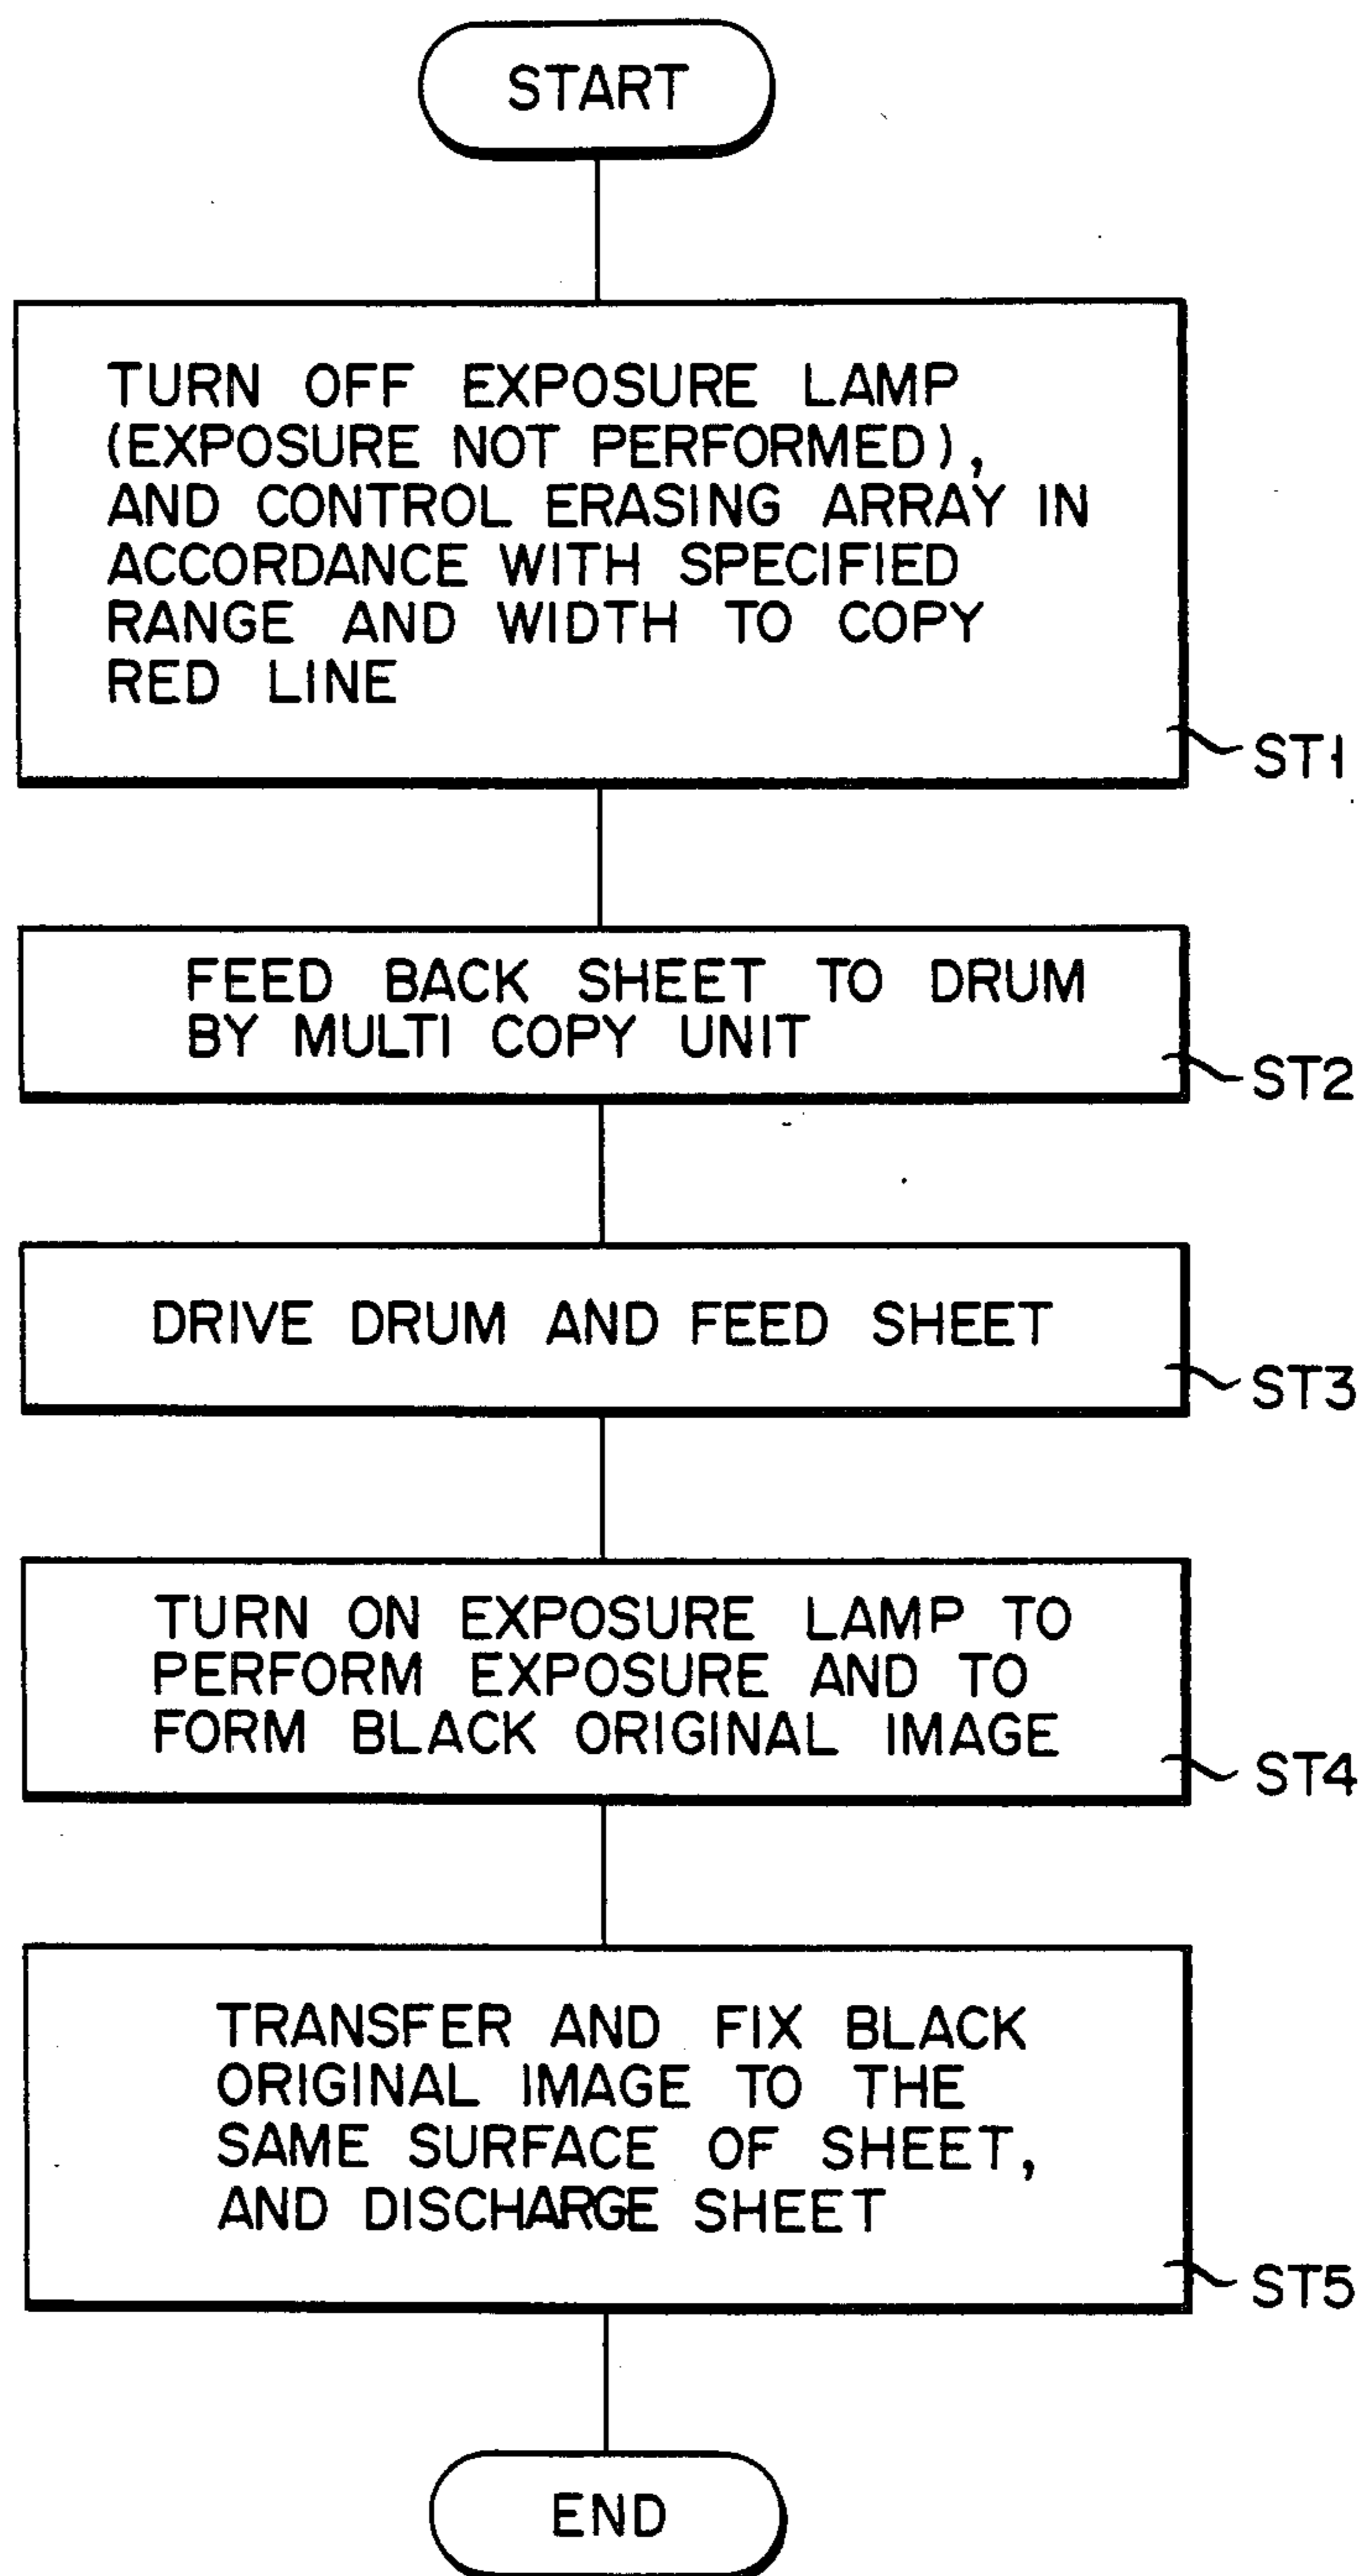 START
TURN OFF EXPOSURE LAMP
(EXPOSURE NOT PERFORMED),
AND CONTROL ERASING ARRAY IN
ACCORDANCE WITH SPECIFIED
RANGE AND WIDTH TO COPY
RED LINE
ST1
FEED BACK SHEET TO DRUM
BY MULTI COPY UNIT
ST2
DRIVE DRUM AND FEED SHEET
ST3
TURN ON EXPOSURE LAMP TO
PERFORM EXPOSURE AND TO
FORM BLACK ORIGINAL IMAGE
ST4
TRANSFER AND FIX BLACK
ORIGINAL IMAGE TO THE
SAME SURFACE OF SHEET,
AND DISCHARGE SHEET
ST5
END